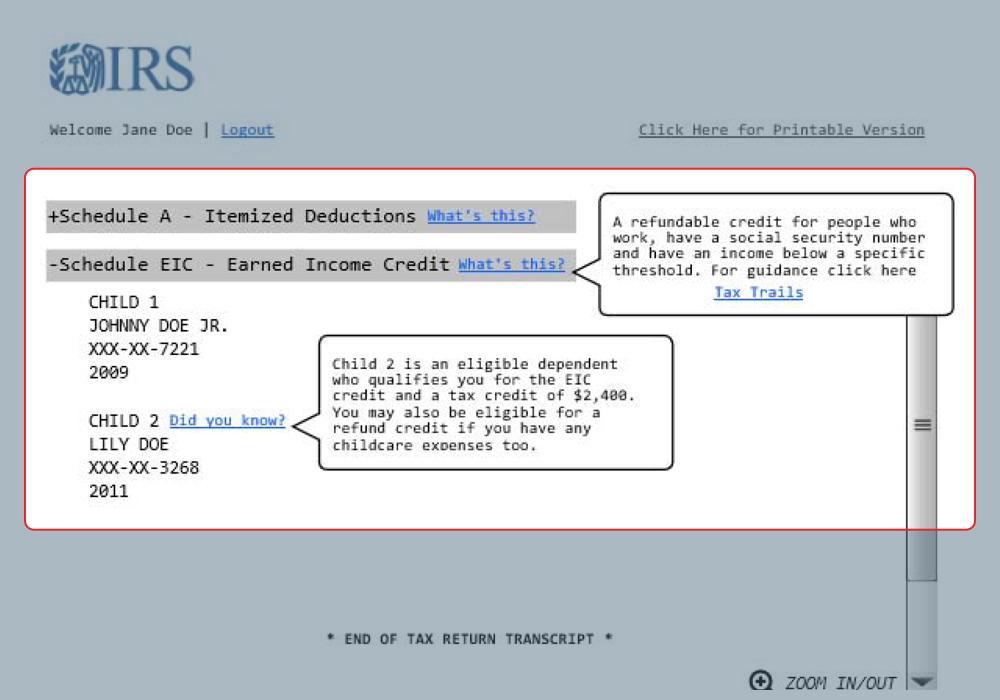 IRS
Welcome Jane Doe | Logout
Click Here for Printable Version
+Schedule A - Itemized Deductions What's this?
-Schedule EIC - Earned Income Credit What's this?
A refundable credit for people who
work, have a social security number
and have an income below a specific
threshold. For guidance click here
Tax Trails
CHILD 1
JOHNNY DOE JR.
XXX-XX-7221
2009
CHILD 2 Did you know?
LILY DOE
XXX-XX-3268
2011
Child 2 is an eligible dependent
who qualifies you for the EIC
credit and a tax credit of $2,400.
You may also be eligible for a
refund credit if you have any
childcare expenses too.
* END OF TAX RETURN TRANSCRIPT *
ZOOM IN/OUT